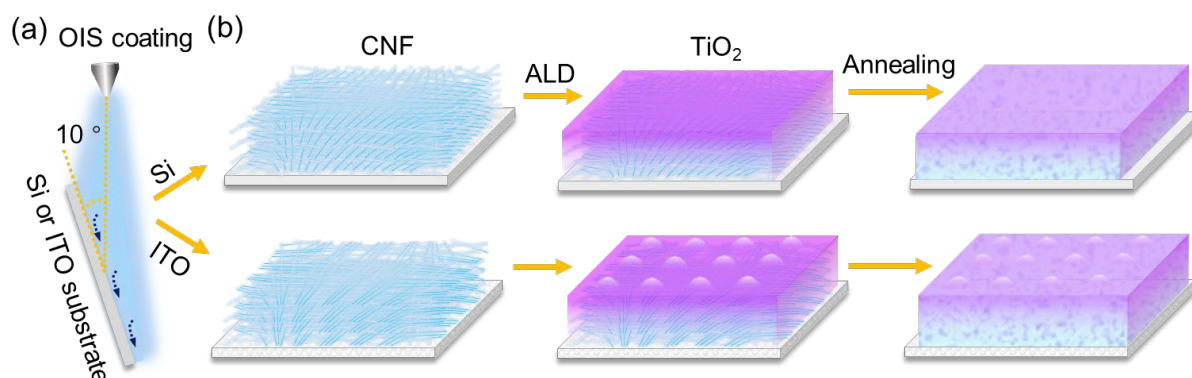 (a)
OIS coating
10 °
Si or ITO substrate
Si
ITO
(b)
CNF
ALD
TiO₂
Annealing